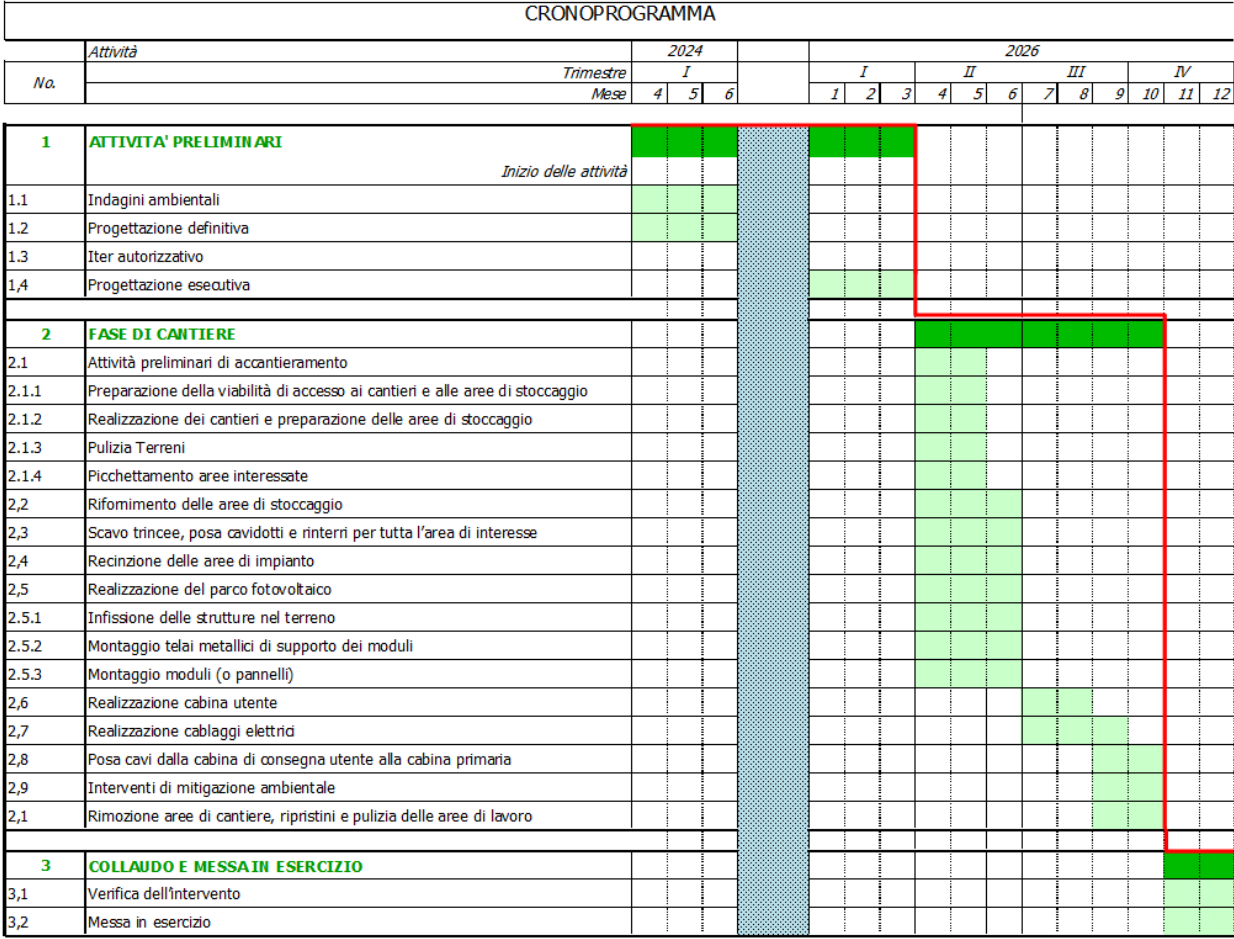 CRONOPROGRAMMA
Attività 2024 2026
No. Trimestre I I II III IV
Mese 4 5 6 1 2 3 4 5 6 7 8 9 10 11 12
1 ATTIVITA' PRELIMINARI
Inizio delle attività
1.1 Indagini ambientali
1.2 Progettazione definitiva
1.3 Iter autorizzativo
1,4 Progettazione esecutiva
2 FASE DI CANTIERE
2.1 Attività preliminari di accantieramento
2.1.1 Preparazione della viabilità di accesso ai cantieri e alle aree di stoccaggio
2.1.2 Realizzazione dei cantieri e preparazione delle aree di stoccaggio
2.1.3 Pulizia Terreni
2.1.4 Picchettamento aree interessate
2,2 Rifornimento delle aree di stoccaggio
2,3 Scavo trincee, posa cavidotti e rinterri per tutta l'area di interesse
2,4 Recinzione delle aree di impianto
2,5 Realizzazione del parco fotovoltaico
2.5.1 Infissione delle strutture nel terreno
2.5.2 Montaggio telai metallici di supporto dei moduli
2.5.3 Montaggio moduli (o pannelli)
2,6 Realizzazione cabina utente
2,7 Realizzazione cablaggi elettrici
2,8 Posa cavi dalla cabina di consegna utente alla cabina primaria
2,9 Interventi di mitigazione ambientale
2,1 Rimozione aree di cantiere, ripristini e pulizia delle aree di lavoro
3 COLLAUDO E MESSA IN ESERCIZIO
3,1 Verifica dell'intervento
3,2 Messa in esercizio